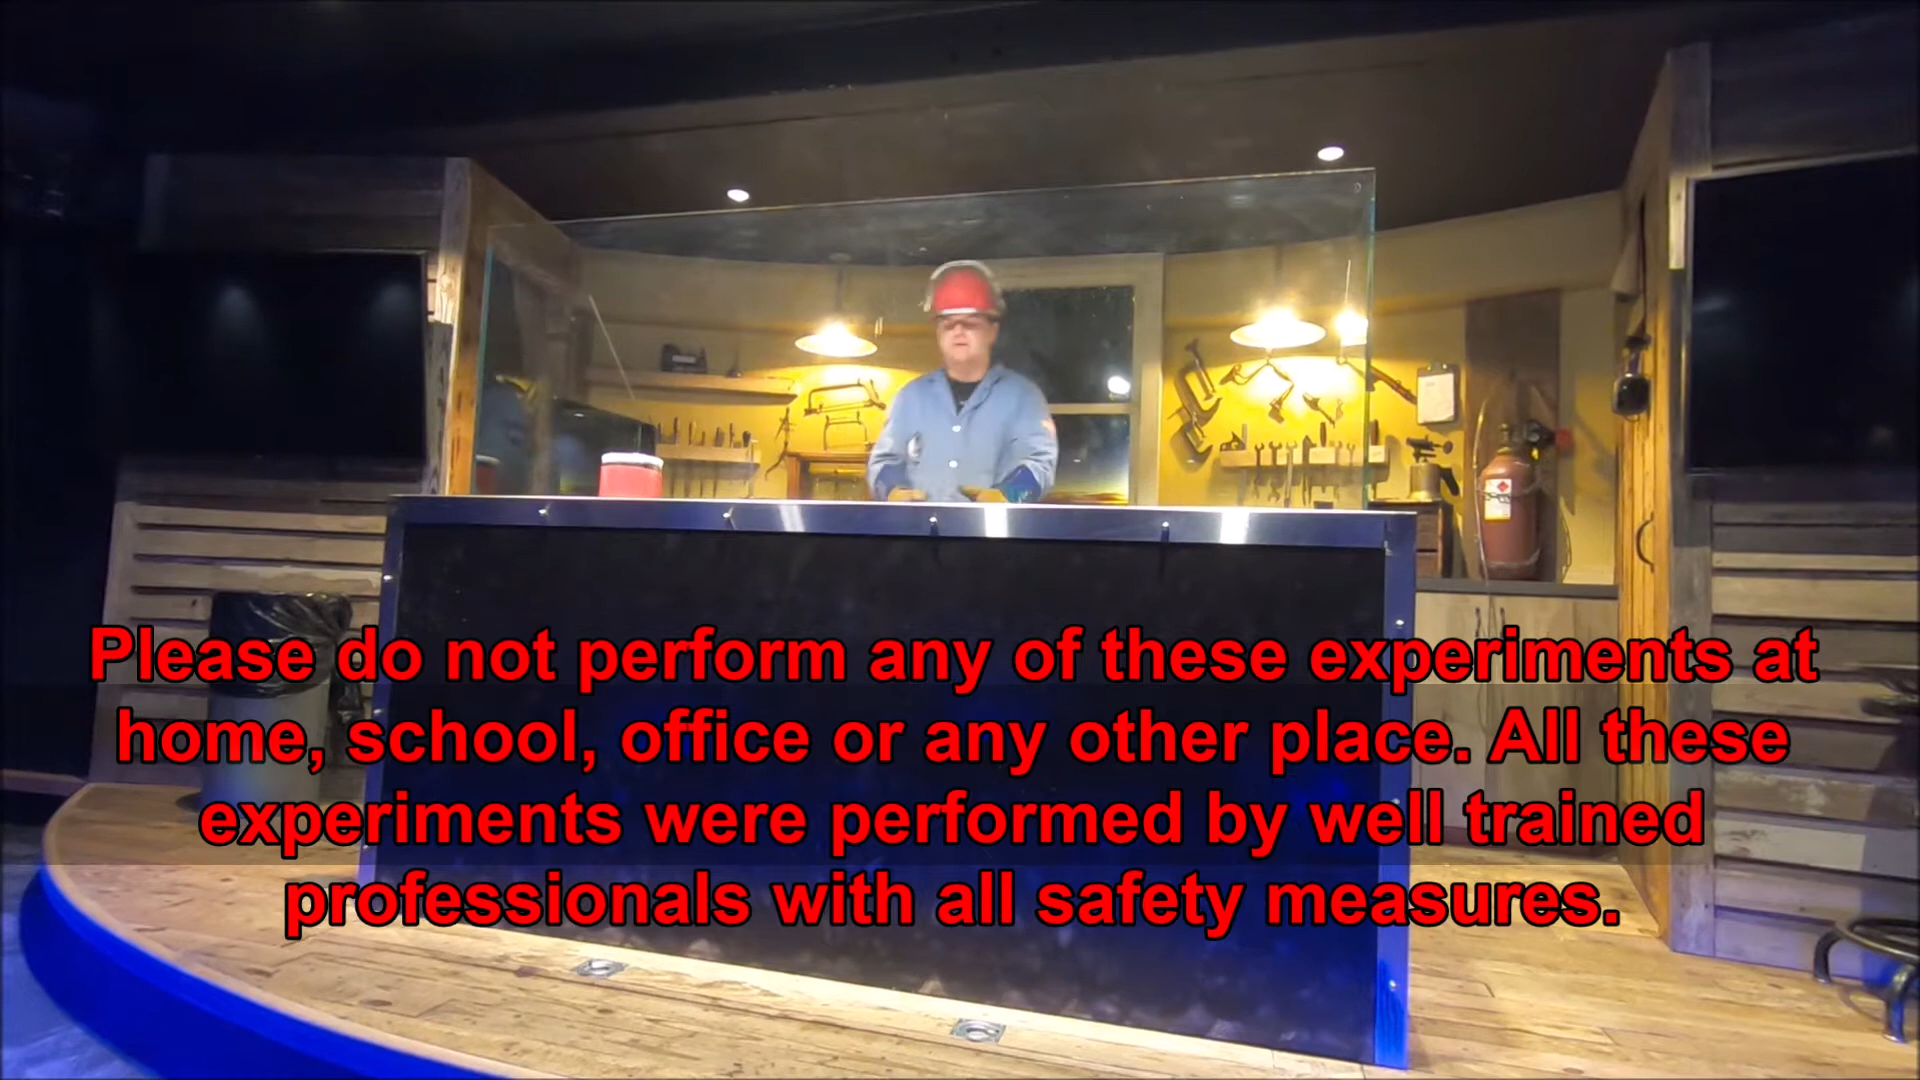 Please do not perform any of these experiments at
home, school, office or any other place. All these
experiments were performed by well trained
professionals with all safety measures.